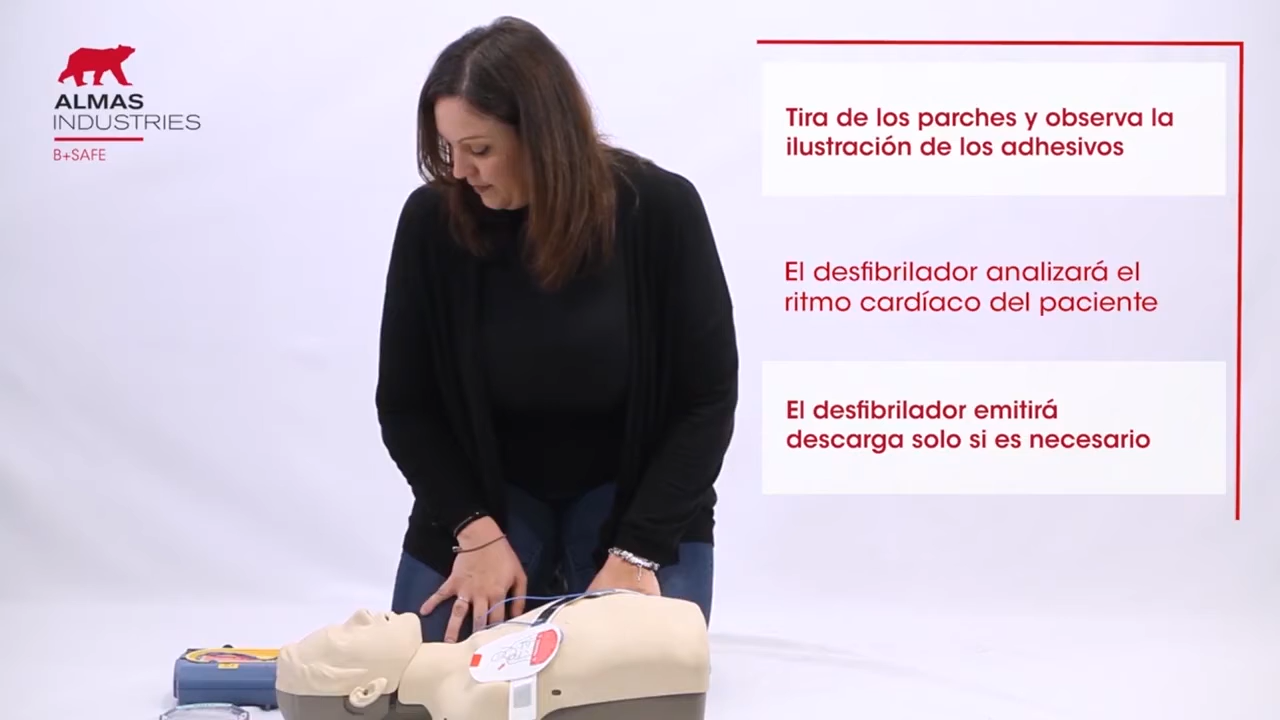 ALMAS
INDUSTRIES
B+SAFE
Tira de los parches y observa la
ilustración de los adhesivos
El desfibrilador analizará el
ritmo cardíaco del paciente
El desfibrilador emitirá
descarga solo si es necesario